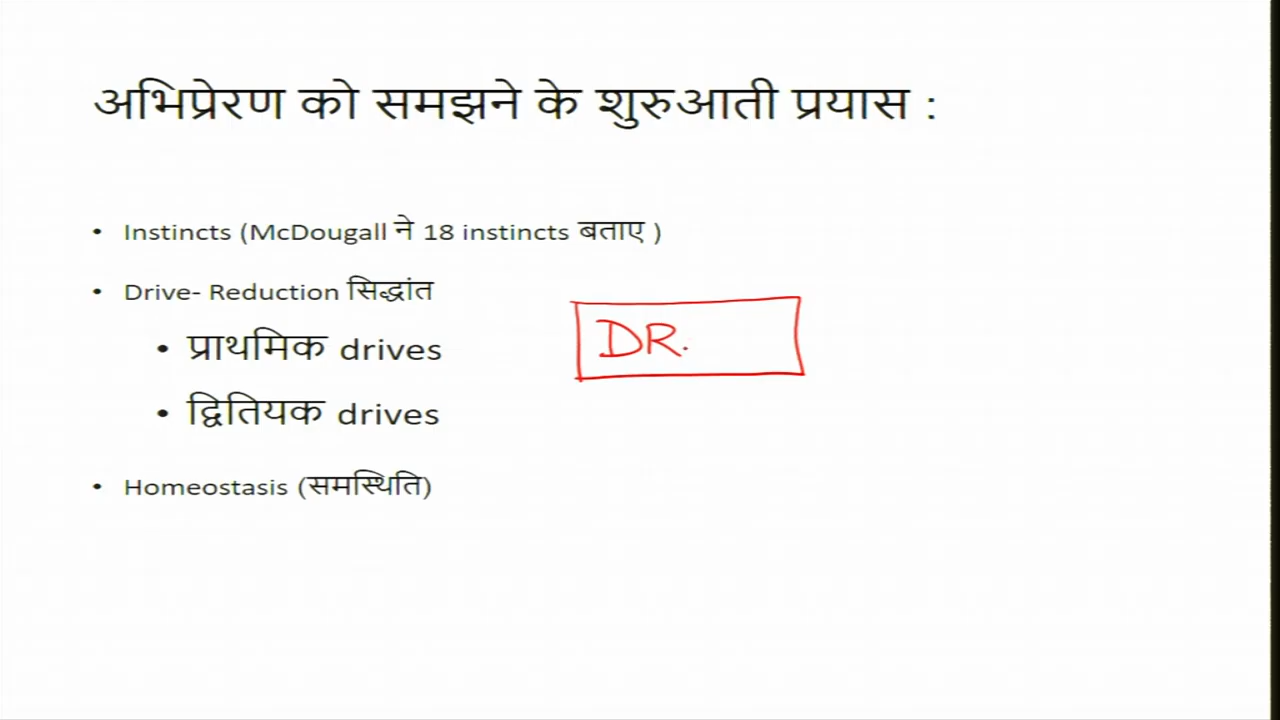 अभिप्रेरण को समझने के शुरुआती प्रयास :
• Instincts (McDougall ने 18 instincts बताए )
• Drive- Reduction सिद्धांत
• प्राथमिक drives
DR.
• द्वितियक drives
• Homeostasis (समस्थिति)